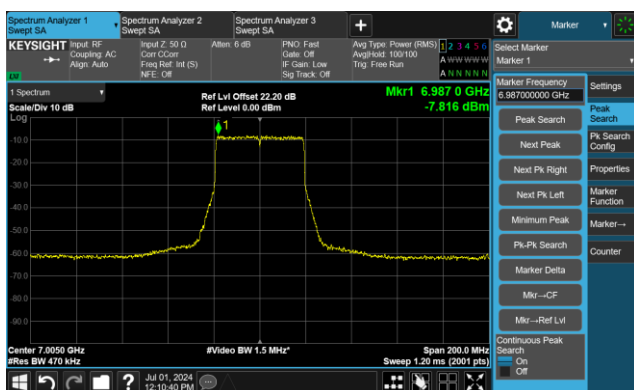 Spectrum Analyzer 1
Swept SA
Spectrum Analyzer 2
Swept SA
Spectrum Analyzer 3
Swept SA
+
Marker
KEYSIGHT
Input: RF
Coupling: AC
Align: Auto
Input Z: 50 Ω
Corr CCorr
Freq Ref: Int (S)
NFE: Off
Atten: 6 dB
PNO: Fast
Gate: Off
IF Gain: Low
Sig Track: Off
Avg Type: Power (RMS)
Avg|Hold: 100/100
Trig: Free Run
1 2 3 4 5 6
A W W W W W
A N N N N N
Select Marker
Marker 1
LXI
1 Spectrum
Scale/Div 10 dB
Ref Lvl Offset 22.20 dB
Ref Level 0.00 dBm
Mkr1 6.987 0 GHz
-7.816 dBm
Log
1
-10.0
-20.0
-30.0
-40.0
-50.0
-60.0
-70.0
-80.0
-90.0
Center 7.0050 GHz
#Res BW 470 kHz
#Video BW 1.5 MHz*
Span 200.0 MHz
Sweep 1.20 ms (2001 pts)
Marker Frequency
6.987000000 GHz
Peak Search
Next Peak
Next Pk Right
Next Pk Left
Minimum Peak
Pk-Pk Search
Marker Delta
Mkr→CF
Mkr→Ref Lvl
Continuous Peak
Search
On
Off
Settings
Peak
Search
Pk Search
Config
Properties
Marker
Function
Marker→
Counter
?
Jul 01, 2024
12:10:40 PM